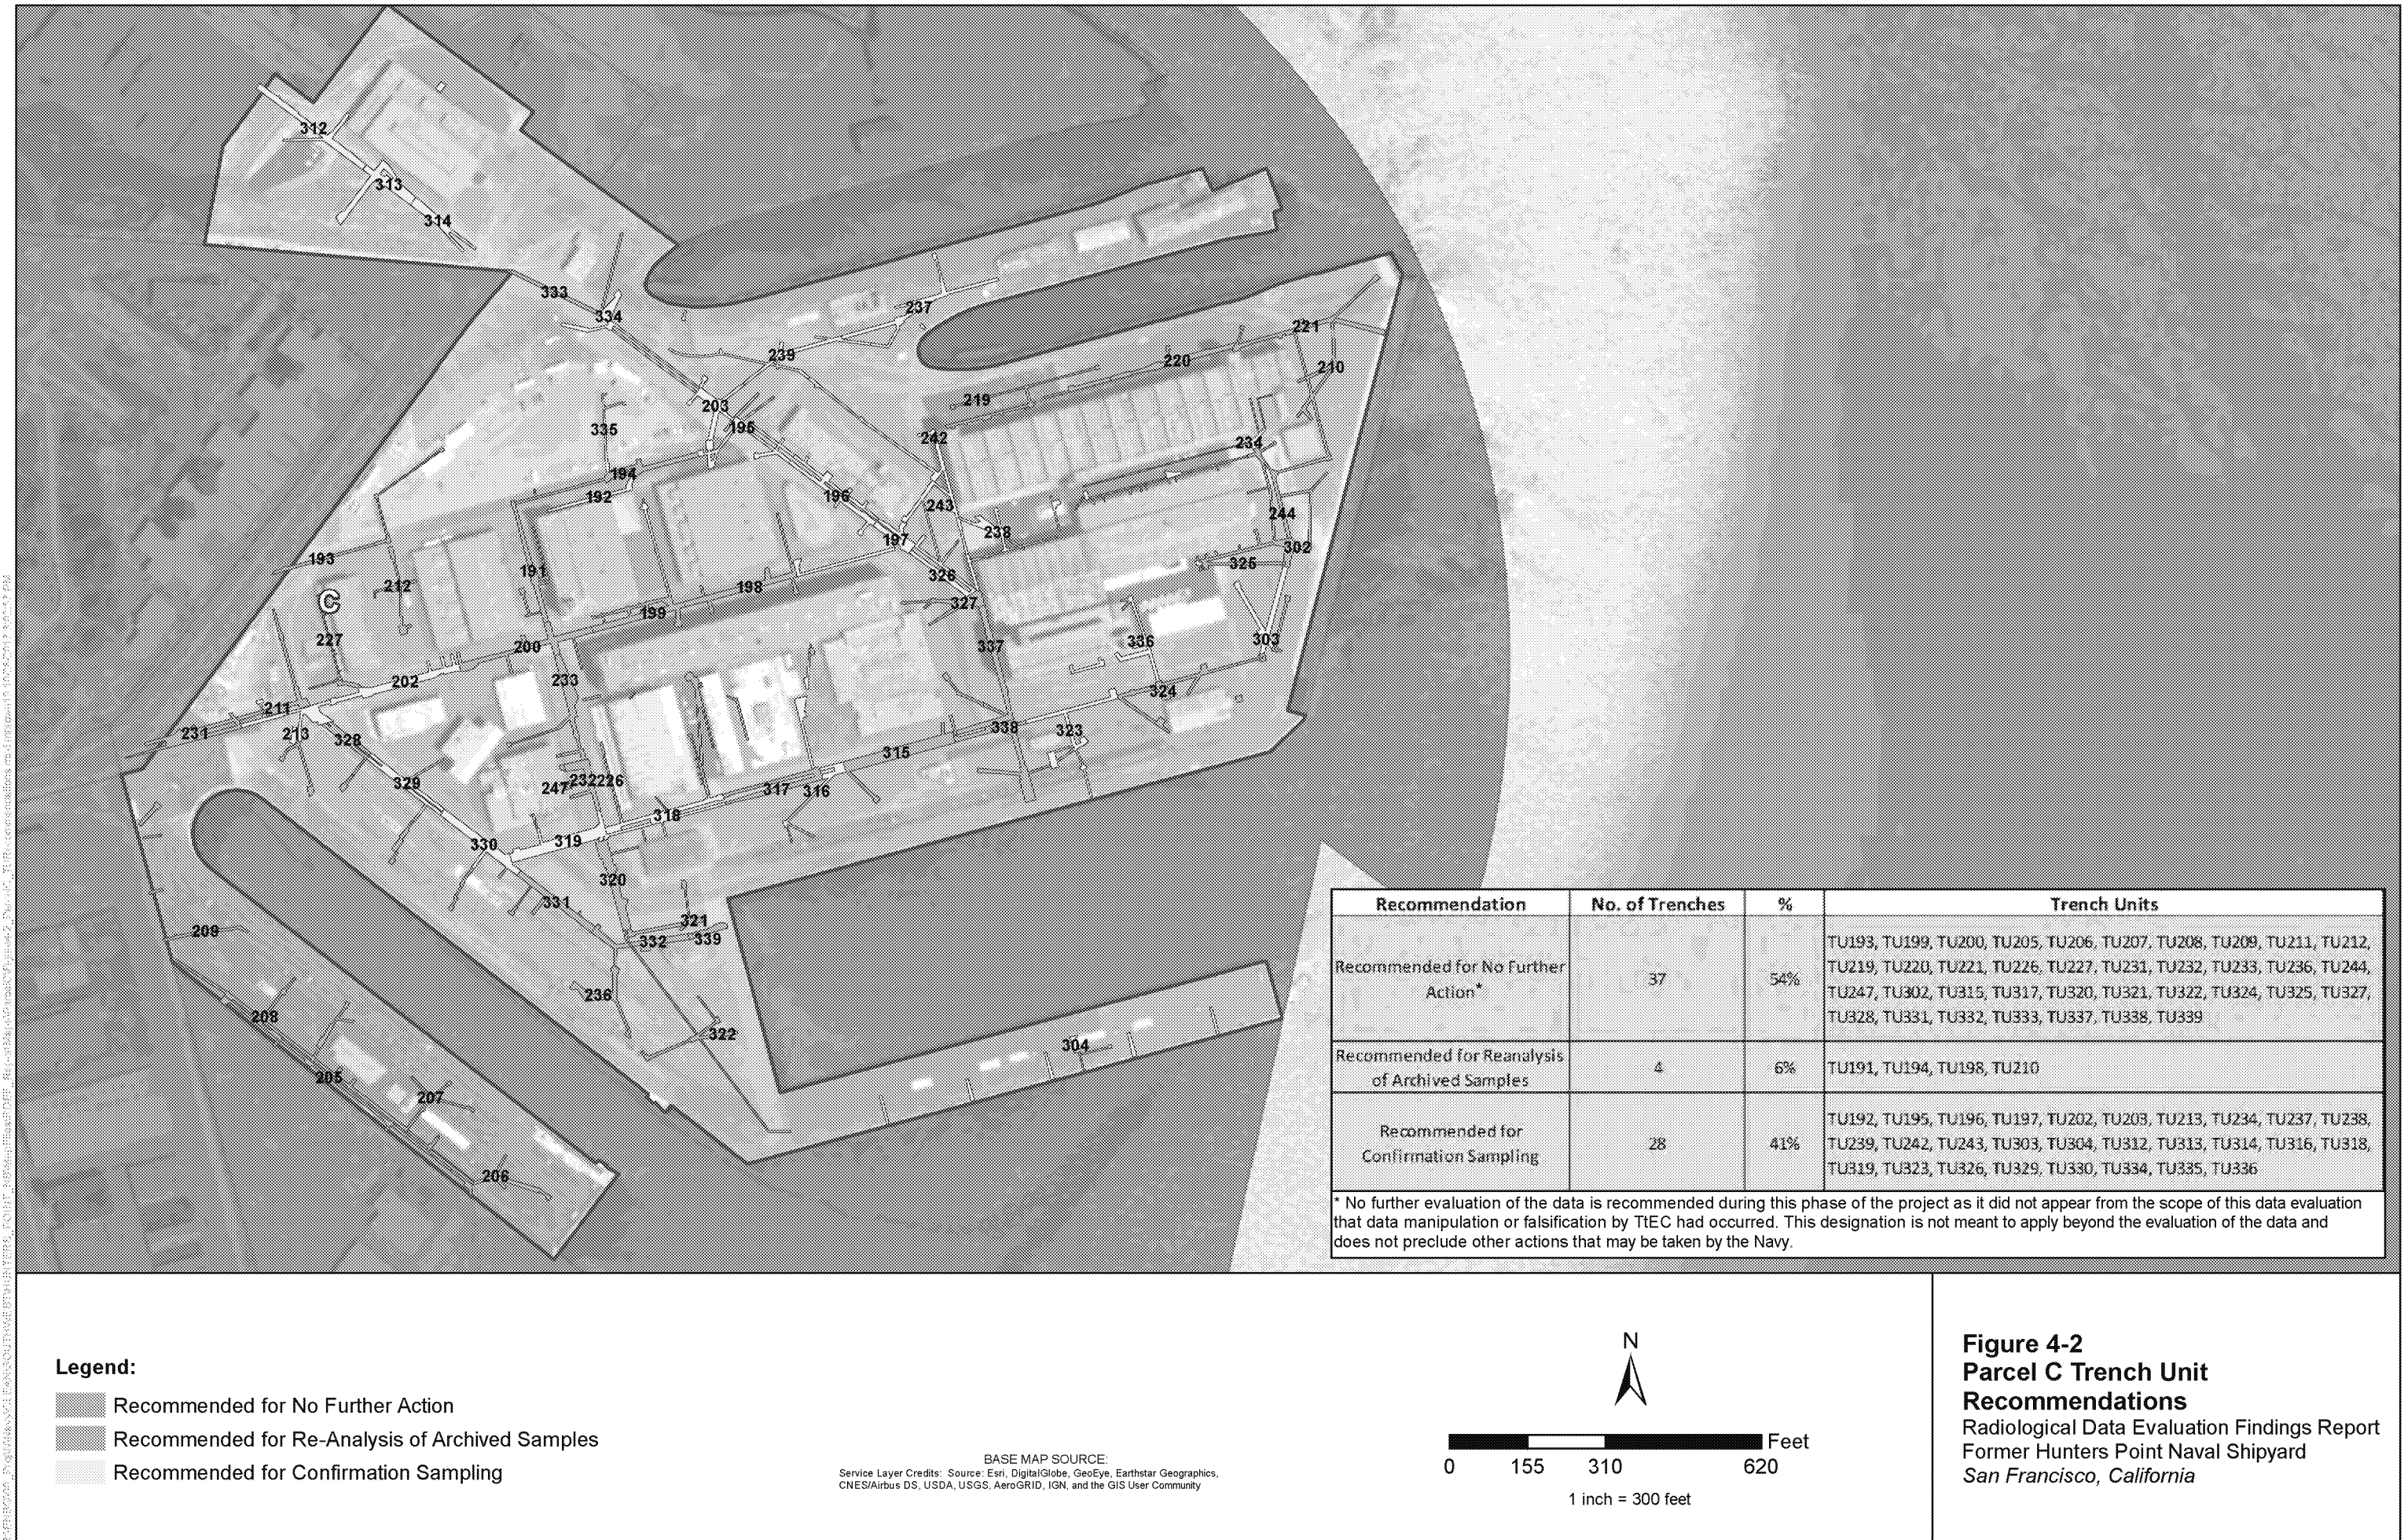 312
313
314
333
334
237
239
221
220
210
219
203
195
335
242
234
194
192
196
243
244
238
197
302
193
325
191
326
212
198
C
327
199
227
303
336
337
200
233
202
324
211
338
323
231
213
328
315
329
232
226
247
317
316
318
319
330
320
331
321
209
332
339
236
208
322
304
205
207
206
Recommendation No. of Trenches % Trench Units
Recommended for No Further
Action*
37
54%
TU193, TU199, TU200, TU205, TU206, TU207, TU208, TU209, TU211, TU212,
TU219, TU220, TU221, TU226, TU227, TU231, TU232, TU233, TU236, TU244,
TU247, TU302, TU315, TU317, TU320, TU321, TU322, TU324, TU325, TU327,
TU328, TU331, TU332, TU333, TU337, TU338, TU339
Recommended for Reanalysis
of Archived Samples
4
6%
TU191, TU194, TU198, TU210
Recommended for
Confirmation Sampling
28
41%
TU192, TU195, TU196, TU197, TU202, TU203, TU213, TU234, TU237, TU238,
TU239, TU242, TU243, TU303, TU304, TU312, TU313, TU314, TU316, TU318,
TU319, TU323, TU326, TU329, TU330, TU334, TU335, TU336
* No further evaluation of the data is recommended during this phase of the project as it did not appear from the scope of this data evaluation
that data manipulation or falsification by TtEC had occurred. This designation is not meant to apply beyond the evaluation of the data and
does not preclude other actions that may be taken by the Navy.
Legend:
Recommended for No Further Action
Recommended for Re-Analysis of Archived Samples
Recommended for Confirmation Sampling
BASE MAP SOURCE:
Service Layer Credits: Source: Esri, DigitalGlobe, GeoEye, Earthstar Geographics,
CNES/Airbus DS, USDA, USGS, AeroGRID, IGN, and the GIS User Community
N
Feet
0 155 310 620
1 inch = 300 feet
Figure 4-2
Parcel C Trench Unit
Recommendations
Radiological Data Evaluation Findings Report
Former Hunters Point Naval Shipyard
San Francisco, California